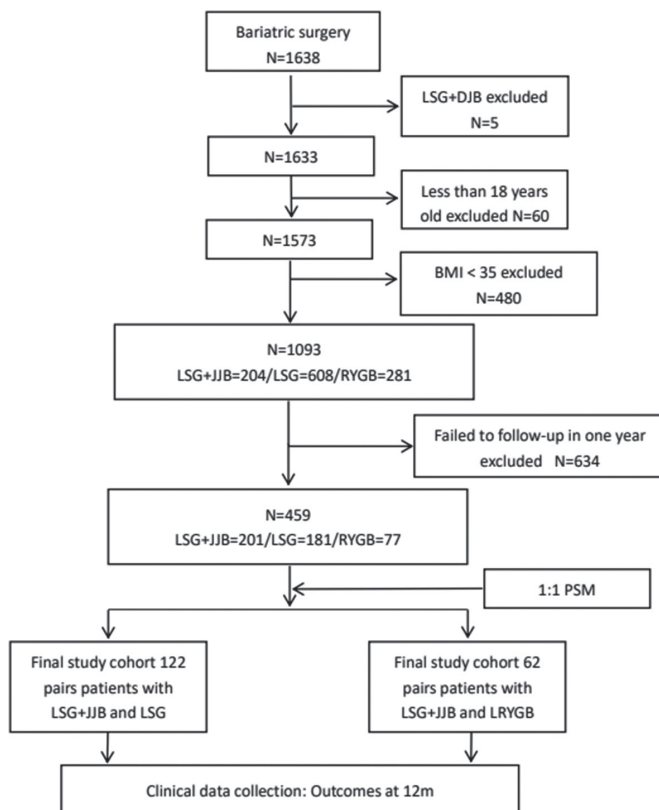 Bariatric surgery
N=1638
LSG+DJB excluded
N=5
N=1633
Less than 18 years
old excluded N=60
N=1573
BMI < 35 excluded
N=480
N=1093
LSG+JJB=204/LSG=608/RYGB=281
Failed to follow-up in one year
excluded N=634
N=459
LSG+JJB=201/LSG=181/RYGB=77
1:1 PSM
Final study cohort 122
pairs patients with
LSG+JJB and LSG
Final study cohort 62
pairs patients with
LSG+JJB and LRYGB
Clinical data collection: Outcomes at 12m